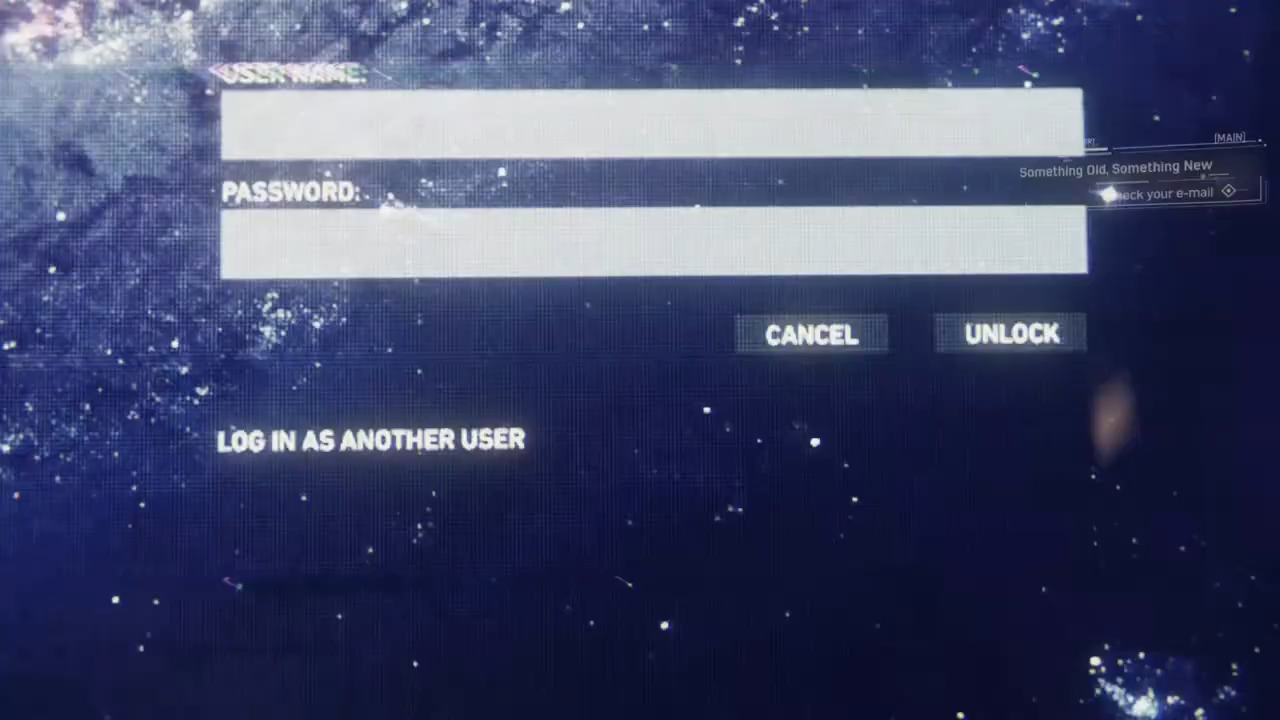 USER NAME:
[MAIN]
Something Old, Something New
PASSWORD:
eck your e-mail
CANCEL
UNLOCK
LOG IN AS ANOTHER USER